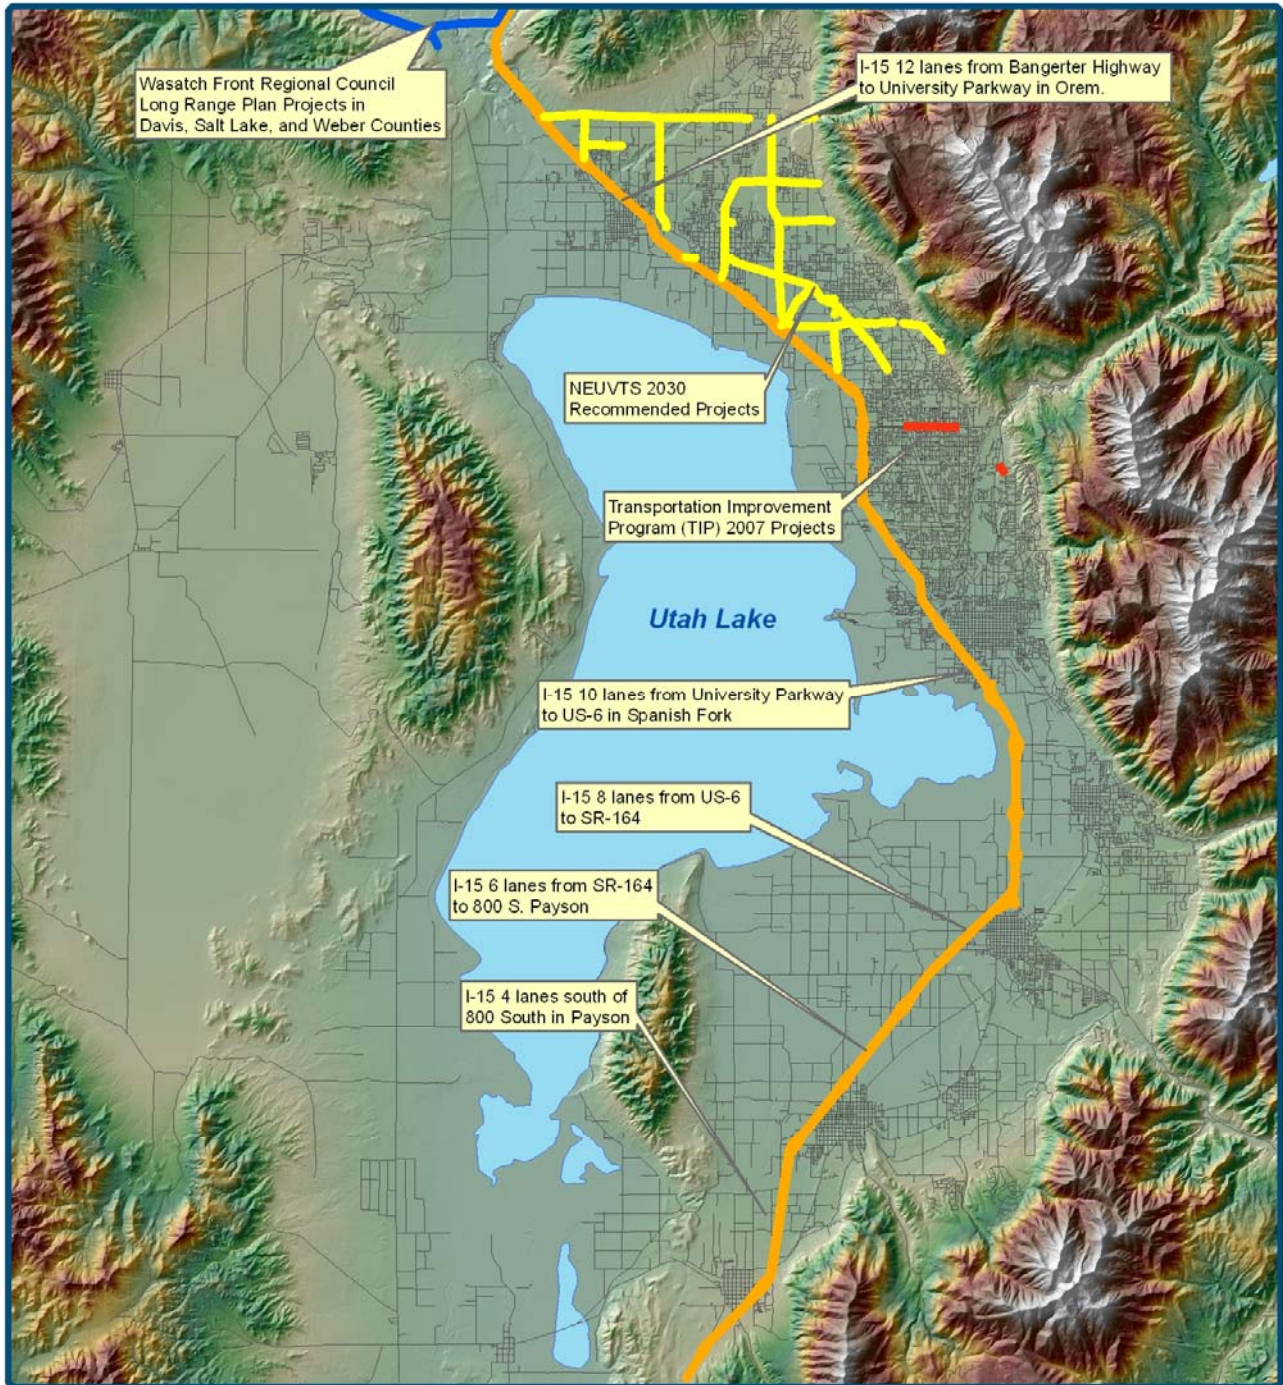 Wasatch Front Regional Council
Long Range Plan Projects in
Davis, Salt Lake, and Weber Counties
I-15 12 lanes from Bangerter Highway
to University Parkway in Orem.
NEUVTS 2030
Recommended Projects
Transportation Improvement
Program (TIP) 2007 Projects
Utah Lake
I-15 10 lanes from University Parkway
to US-6 in Spanish Fork
I-15 8 lanes from US-6
to SR-164
I-15 6 lanes from SR-164
to 800 S. Payson
I-15 4 lanes south of
800 South in Payson